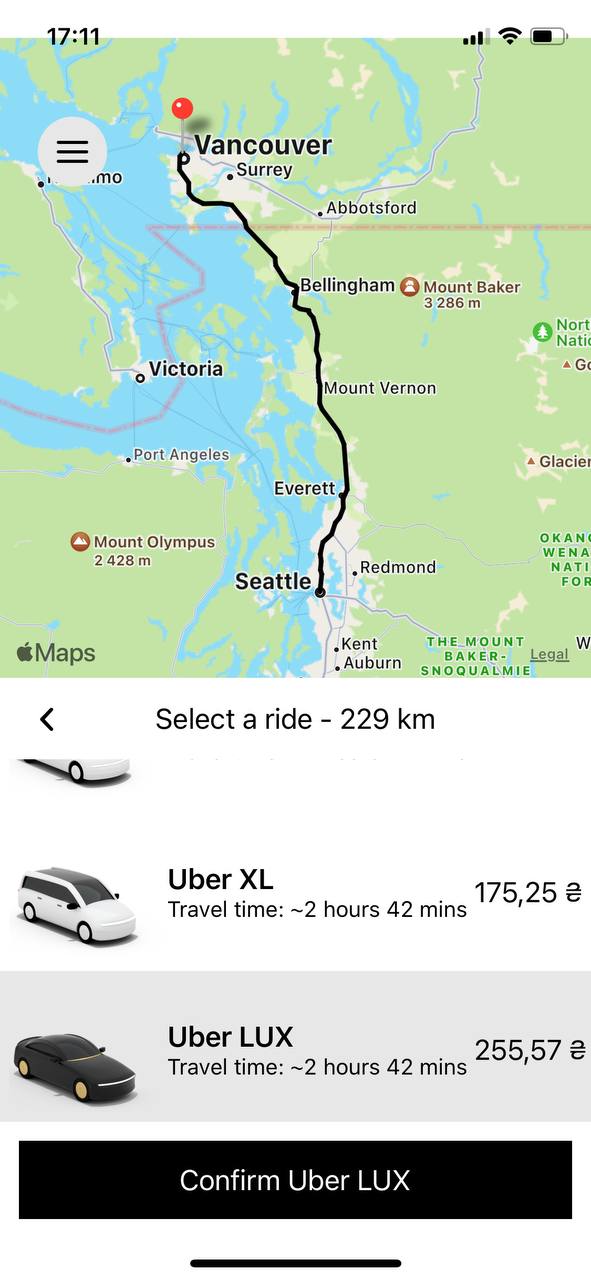 17:11
Vancouver
Surrey
Abbotsford
Bellingham
Mount Baker
3 286 m
Victoria
Mount Vernon
Port Angeles
Glacier
Everett
Mount Olympus
2 428 m
Redmond
Seattle
Kent
Auburn
THE MOUNT
BAKER-
SNOQUALMIE
Maps
Legal
Select a ride - 229 km
Uber XL
175,25 ₴
Travel time: ~2 hours 42 mins
Uber LUX
255,57 ₴
Travel time: ~2 hours 42 mins
Confirm Uber LUX